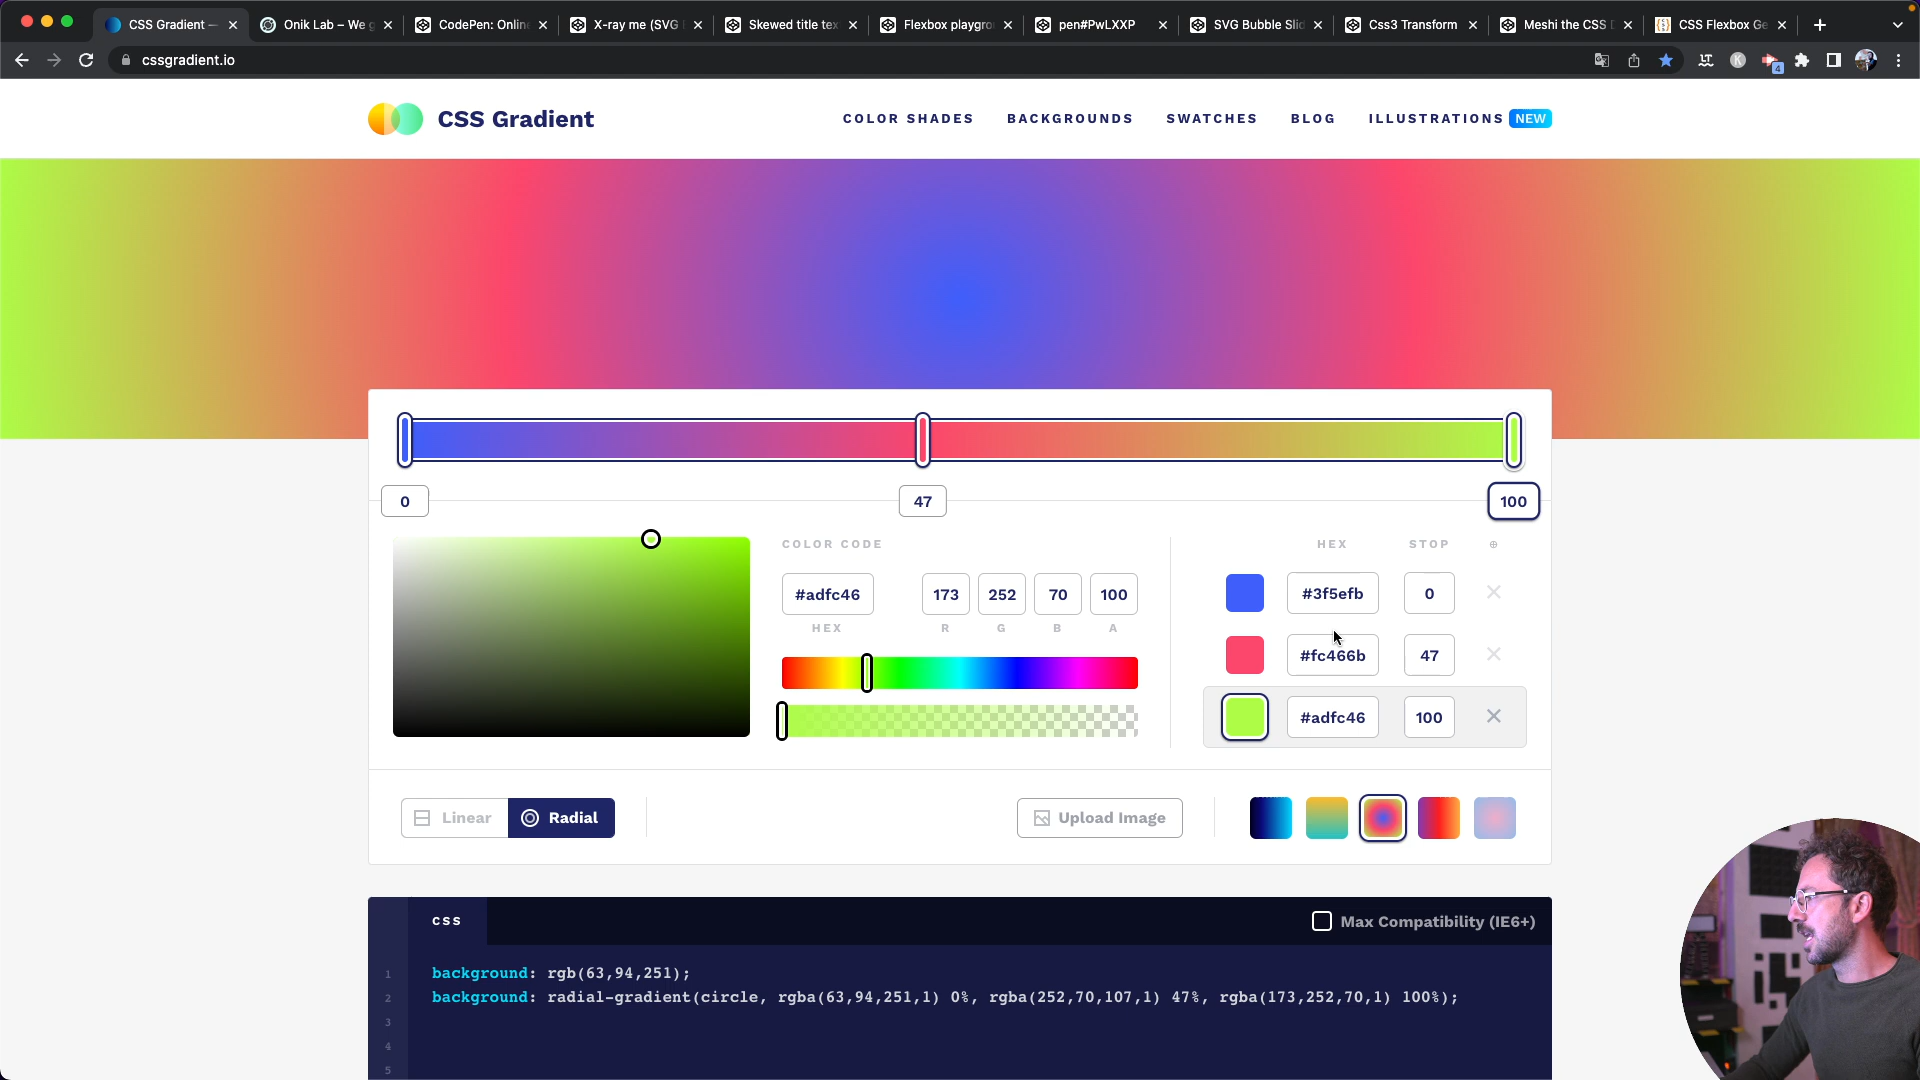 CSS Gradient —
Onik Lab – We g
CodePen: Online
X-ray me (SVG
Skewed title tex
Flexbox playgro
pen#PwLXXP
SVG Bubble Slid
Css3 Transform
Meshi the CSS D
CSS Flexbox Ge
cssgradient.io
4
CSS Gradient
COLOR SHADES
BACKGROUNDS
SWATCHES
BLOG
ILLUSTRATIONS NEW
0
47
100
COLOR CODE
HEX STOP
#adfc46 173 252 70 100
HEX R G B A
#3f5efb 0
#fc466b 47
#adfc46 100
Linear
Radial
Upload Image
css
Max Compatibility (IE6+)
1 background: rgb(63,94,251);
2 background: radial-gradient(circle, rgba(63,94,251,1) 0%, rgba(252,70,107,1) 47%, rgba(173,252,70,1) 100%);
3
4
5